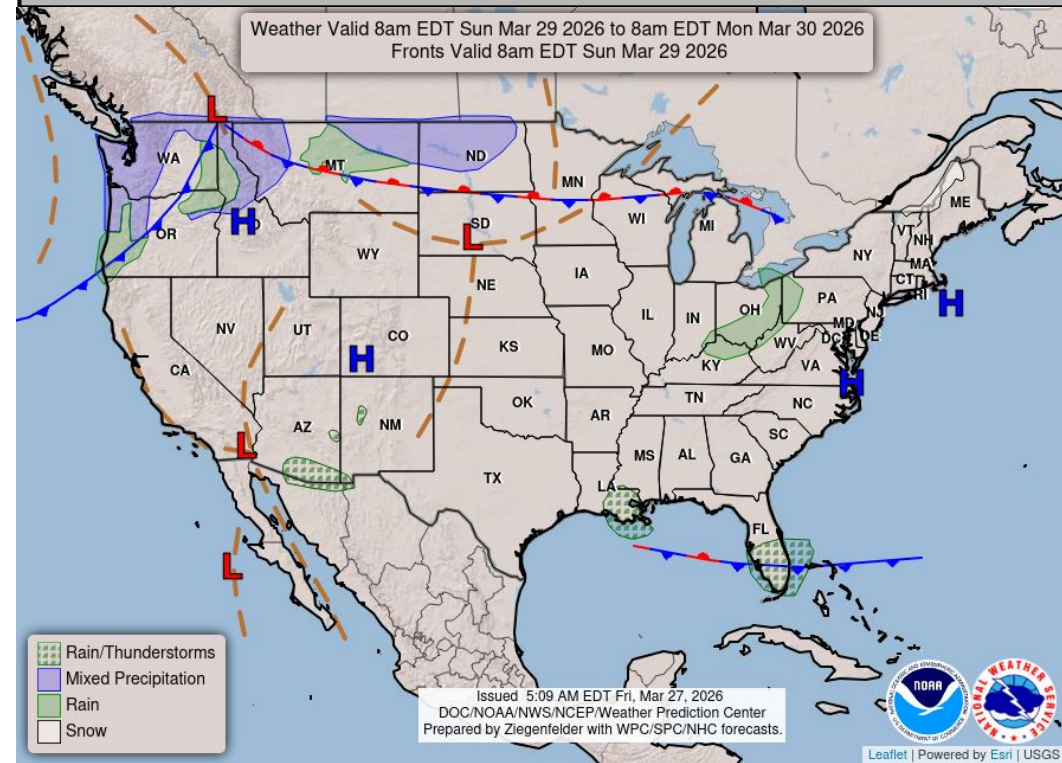 Weather Valid 8am EDT Sun Mar 29 2026 to 8am EDT Mon Mar 30 2026
Fronts Valid 8am EDT Sun Mar 29 2026
L
WA
MT
ND
MN
ME
H
OR
SD
L
WI
MI
VT
NH
WY
NY
MA
CT
RI
H
IA
NE
PA
NJ
NV
UT
CO
H
IL
IN
OH
MD
DE
DC
WV
VA
KS
MO
KY
CA
H
AZ
NM
OK
TN
NC
AR
SC
L
MS
AL
GA
TX
LA
FL
L
Rain/Thunderstorms
Mixed Precipitation
Rain
Snow
Issued 5:09 AM EDT Fri, Mar 27, 2026
DOC/NOAA/NWS/NCEP/Weather Prediction Center
Prepared by Ziegenfelder with WPC/SPC/NHC forecasts.
NOAA
NATIONAL WEATHER SERVICE
Leaflet | Powered by Esri | USGS